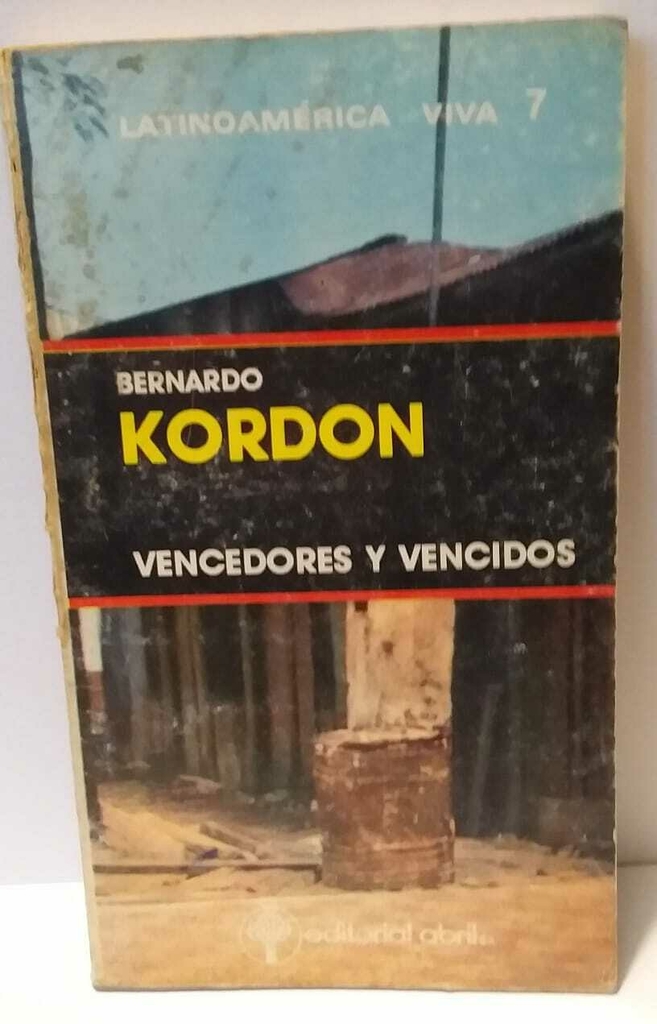 LATINOAMÉRICA VIVA 7
BERNARDO
KORDON
VENCEDORES Y VENCIDOS
editorial abril s.a.